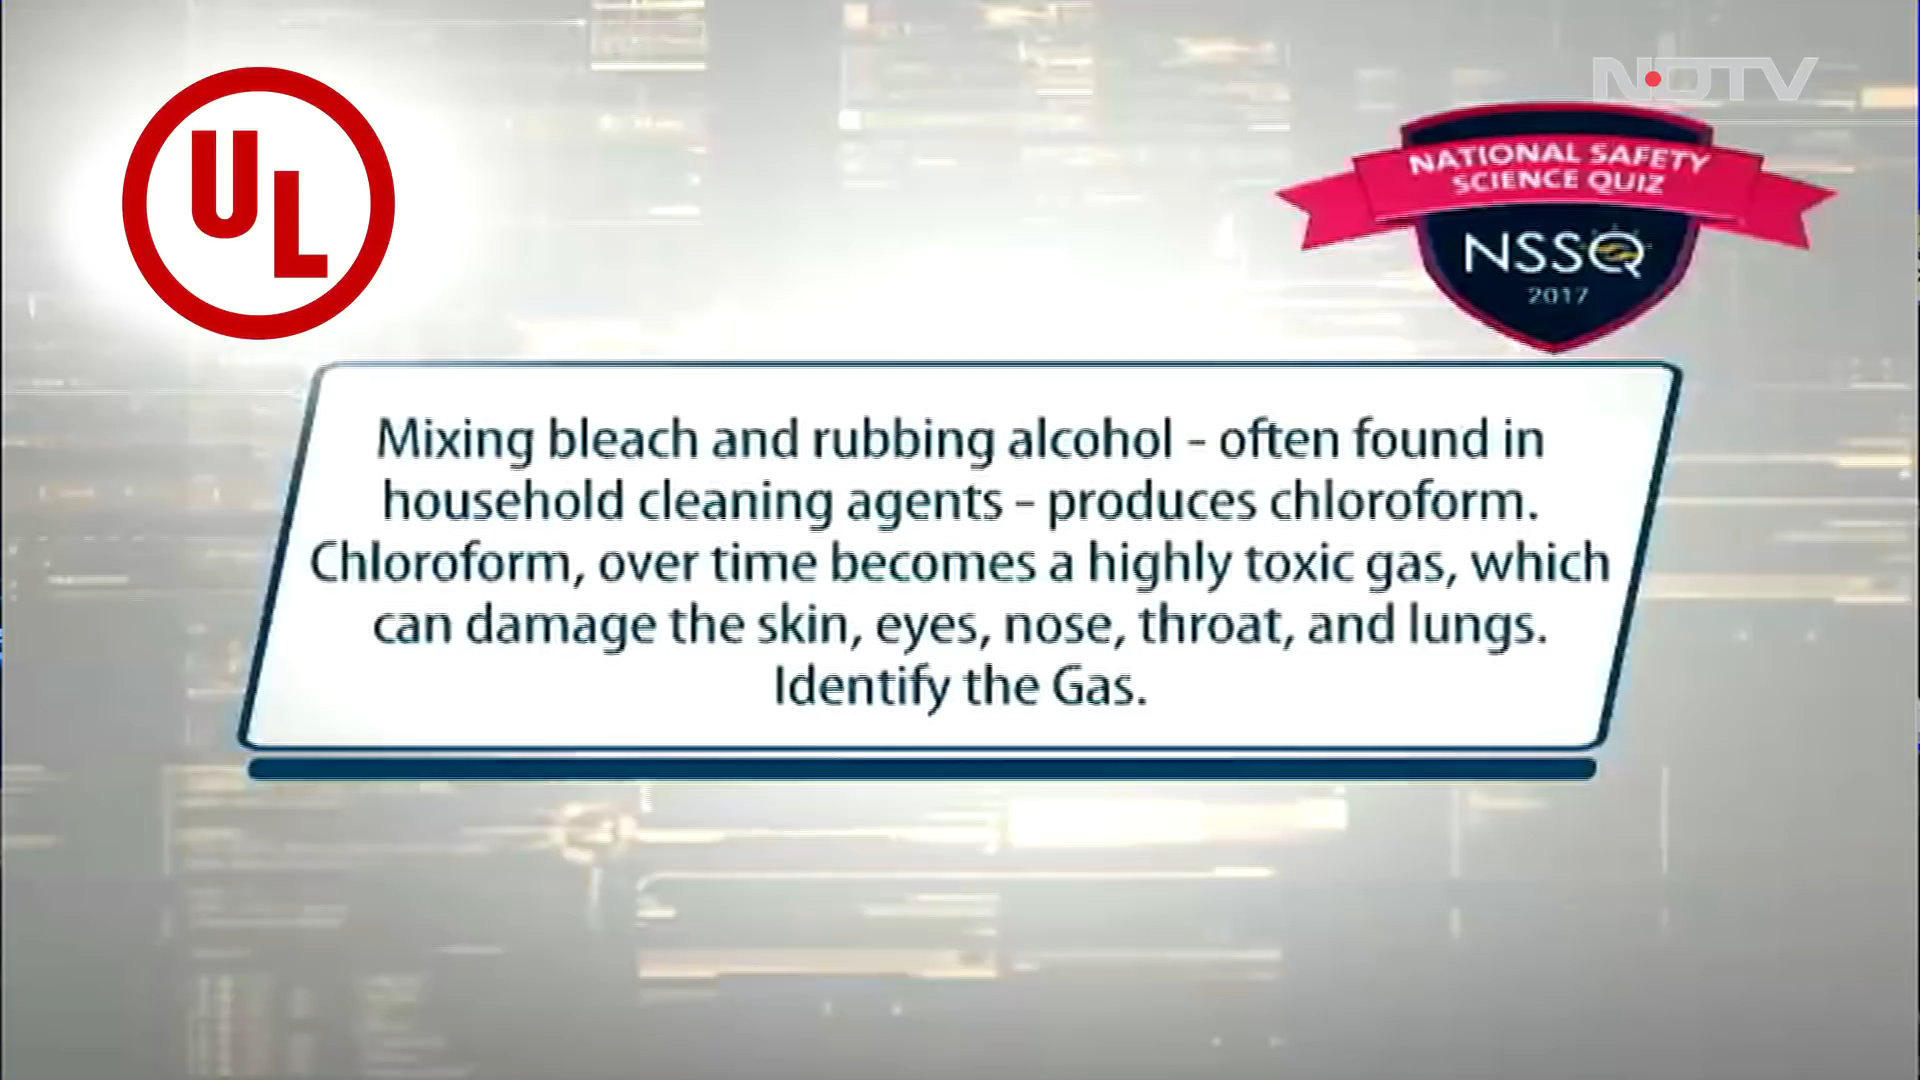 UL
NDTV
NATIONAL SAFETY
SCIENCE QUIZ
NSSQ
2017
Mixing bleach and rubbing alcohol - often found in
household cleaning agents - produces chloroform.
Chloroform, over time becomes a highly toxic gas, which
can damage the skin, eyes, nose, throat, and lungs.
Identify the Gas.